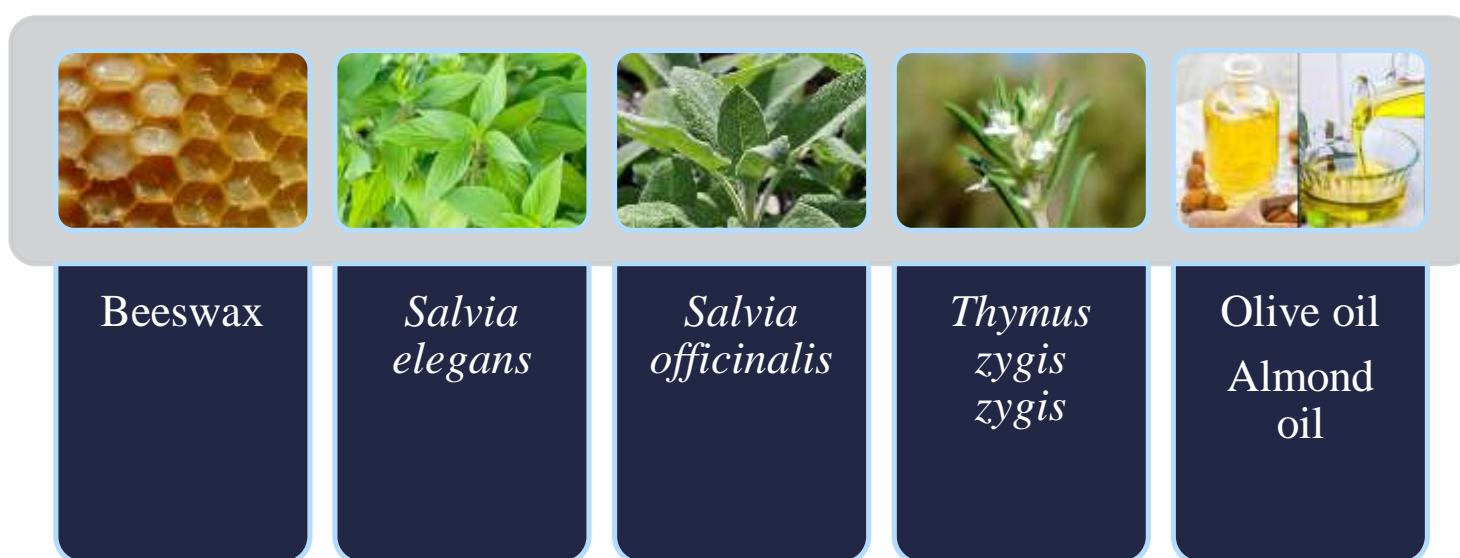 Beeswax
Salvia
elegans
Salvia
officinalis
Thymus
zygis
zygis
Olive oil
Almond
oil